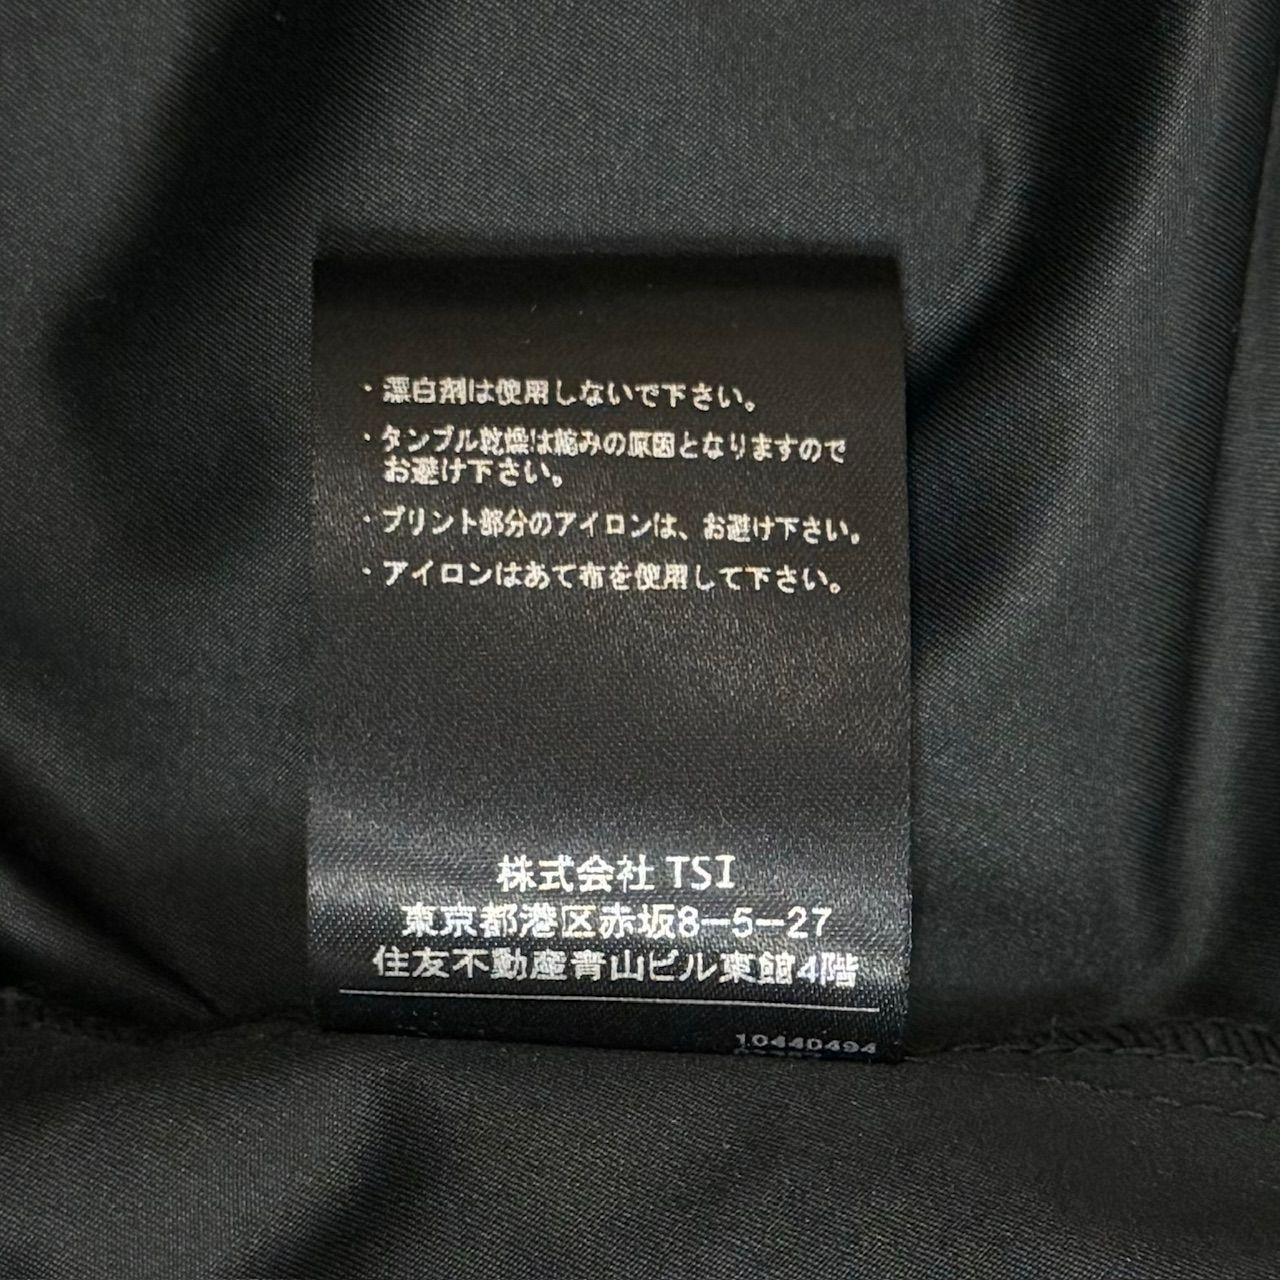 ・漂白剤は使用しないで下さい。
・タンブル乾燥は縮みの原因となりますので
お避け下さい。
・プリント部分のアイロンは、お避け下さい。
・アイロンはあて布を使用して下さい。
株式会社 TSI
東京都港区赤坂8-5-27
住友不動産青山ビル東館4階
10440494